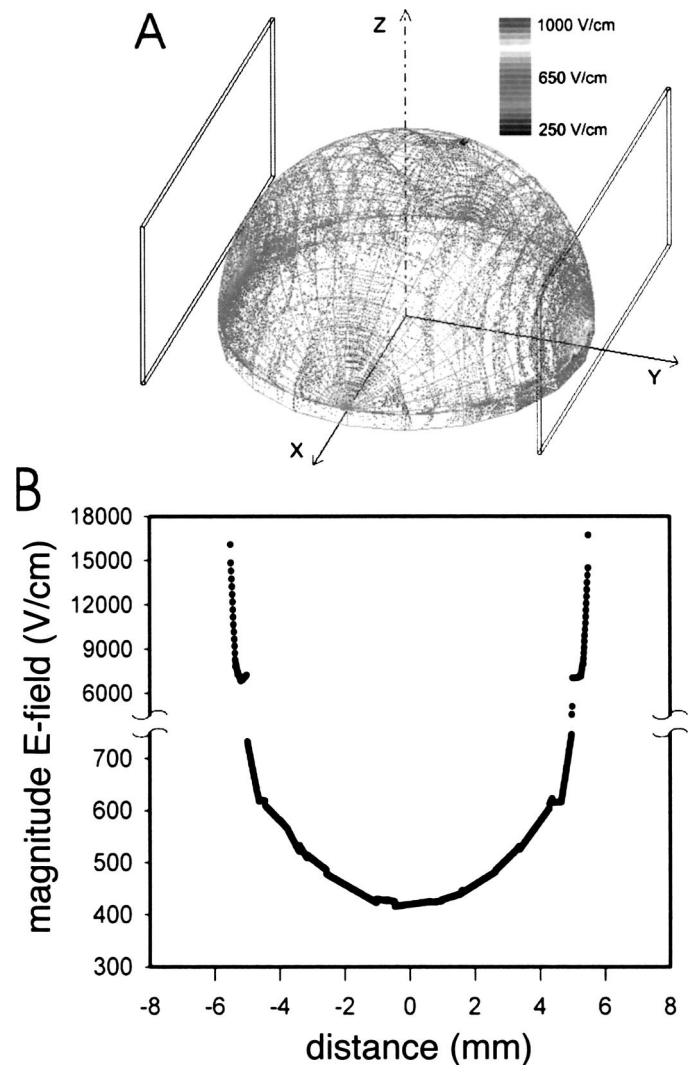 A
Z
1000 V/cm
650 V/cm
250 V/cm
Y
X
B
18000
15000
12000
9000
6000
700
600
500
400
300
magnitude E-field (V/cm)
-8 -6 -4 -2 0 2 4 6 8
distance (mm)